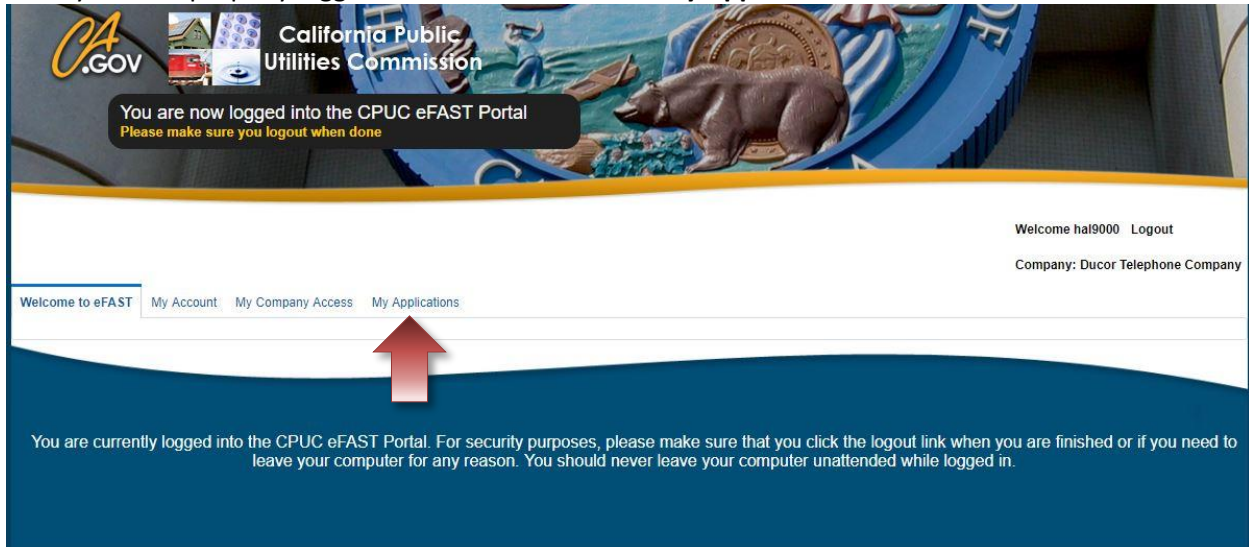 CA.GOV
California Public
Utilities Commission
You are now logged into the CPUC eFAST Portal
Please make sure you logout when done
Welcome hal9000 Logout
Company: Ducor Telephone Company
Welcome to eFAST My Account My Company Access My Applications
You are currently logged into the CPUC eFAST Portal. For security purposes, please make sure that you click the logout link when you are finished or if you need to
leave your computer for any reason. You should never leave your computer unattended while logged in.